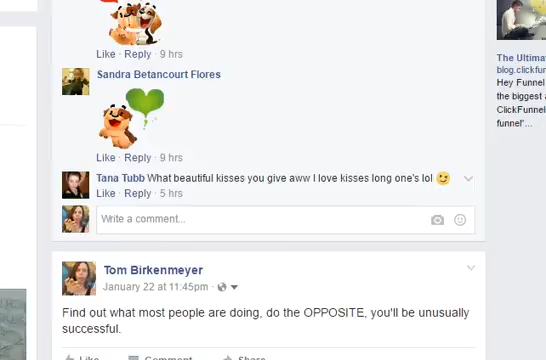 Like · Reply · 9 hrs
Sandra Betancourt Flores
Like · Reply · 9 hrs
Tana Tubb What beautiful kisses you give aww I love kisses long one's lol
Like · Reply · 5 hrs
Write a comment...
Tom Birkenmeyer
January 22 at 11:45pm ·
Find out what most people are doing, do the OPPOSITE, you'll be unusually
successful.
Like Comment Share
The Ultima
blog.clickfun
Hey Funnel
the biggest a
ClickFunnel
funnel"...